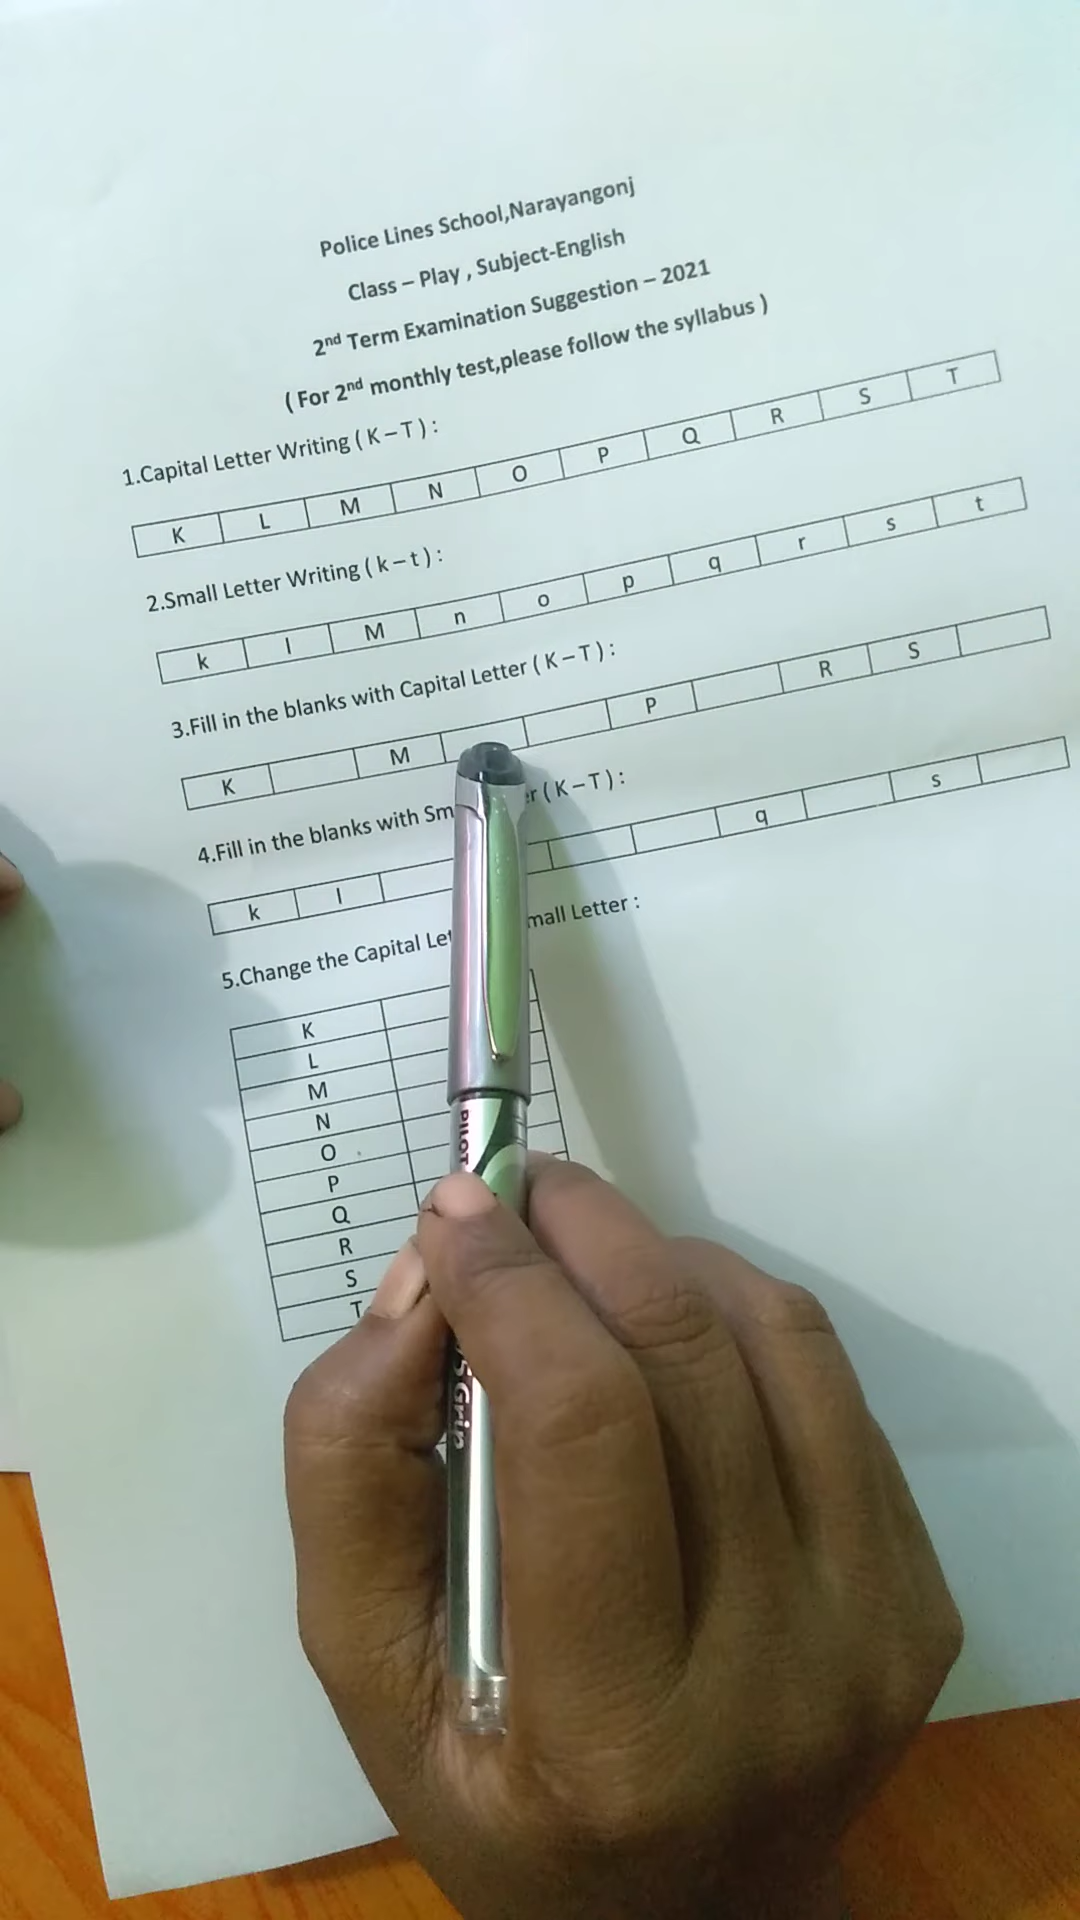 Police Lines School,Narayangonj
Class – Play , Subject-English
2nd Term Examination Suggestion – 2021
( For 2nd monthly test,please follow the syllabus )
1.Capital Letter Writing ( K – T ) :
K L M N O P Q R S T
2.Small Letter Writing ( k – t ) :
k l M n o p q r s t
3.Fill in the blanks with Capital Letter ( K – T ) :
K M P R S
4.Fill in the blanks with Sm er ( K – T ) :
k l q s
5.Change the Capital Let mall Letter :
K
L
M
N
O
P
Q
R
S
T
PILOT
Grip